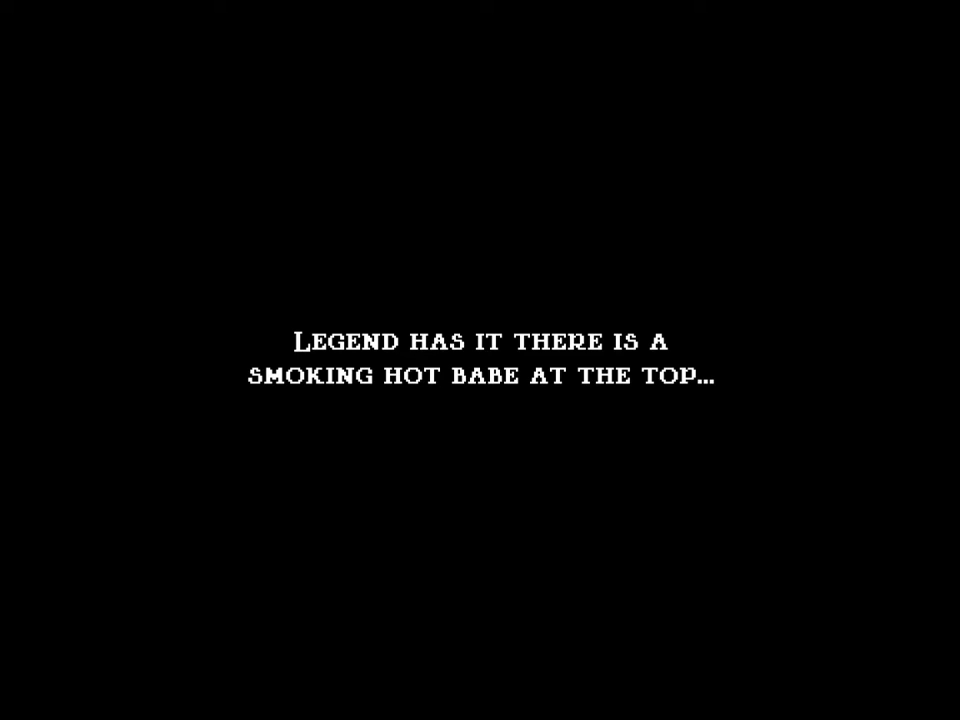 Legend has it there is a
smoking hot babe at the top...